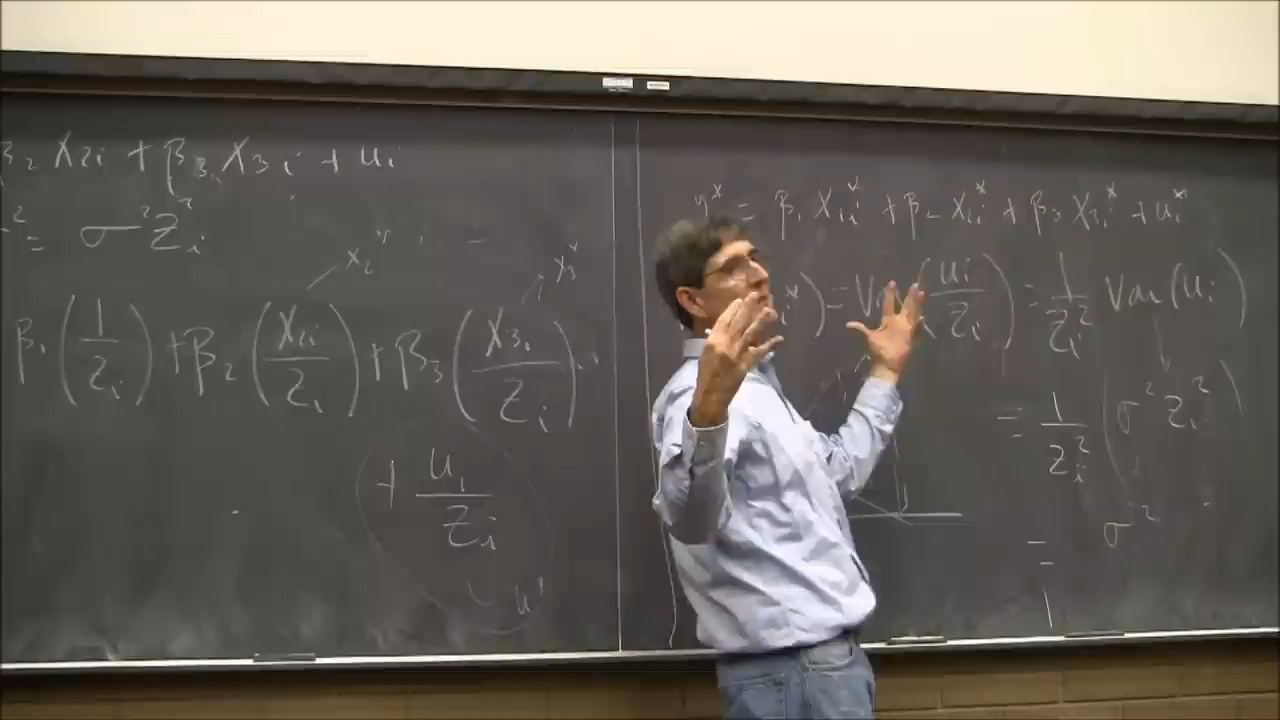 β₂ X₂ᵢ + β₃ X₃ᵢ + uᵢ
² = σ² Zᵢ²
X₂* X₃*
β₁ (1/Zᵢ) + β₂ (X₂ᵢ/Zᵢ) + β₃ (X₃ᵢ/Zᵢ)
+ uᵢ/Zᵢ
u*
y* = β₁ X₁ᵢ* + β₂ X₂ᵢ* + β₃ X₃ᵢ* + uᵢ*
ᵢ*) = Var (uᵢ/Zᵢ) = 1/Zᵢ² Var (uᵢ)
= 1/Zᵢ² (σ² Zᵢ²)
= σ²